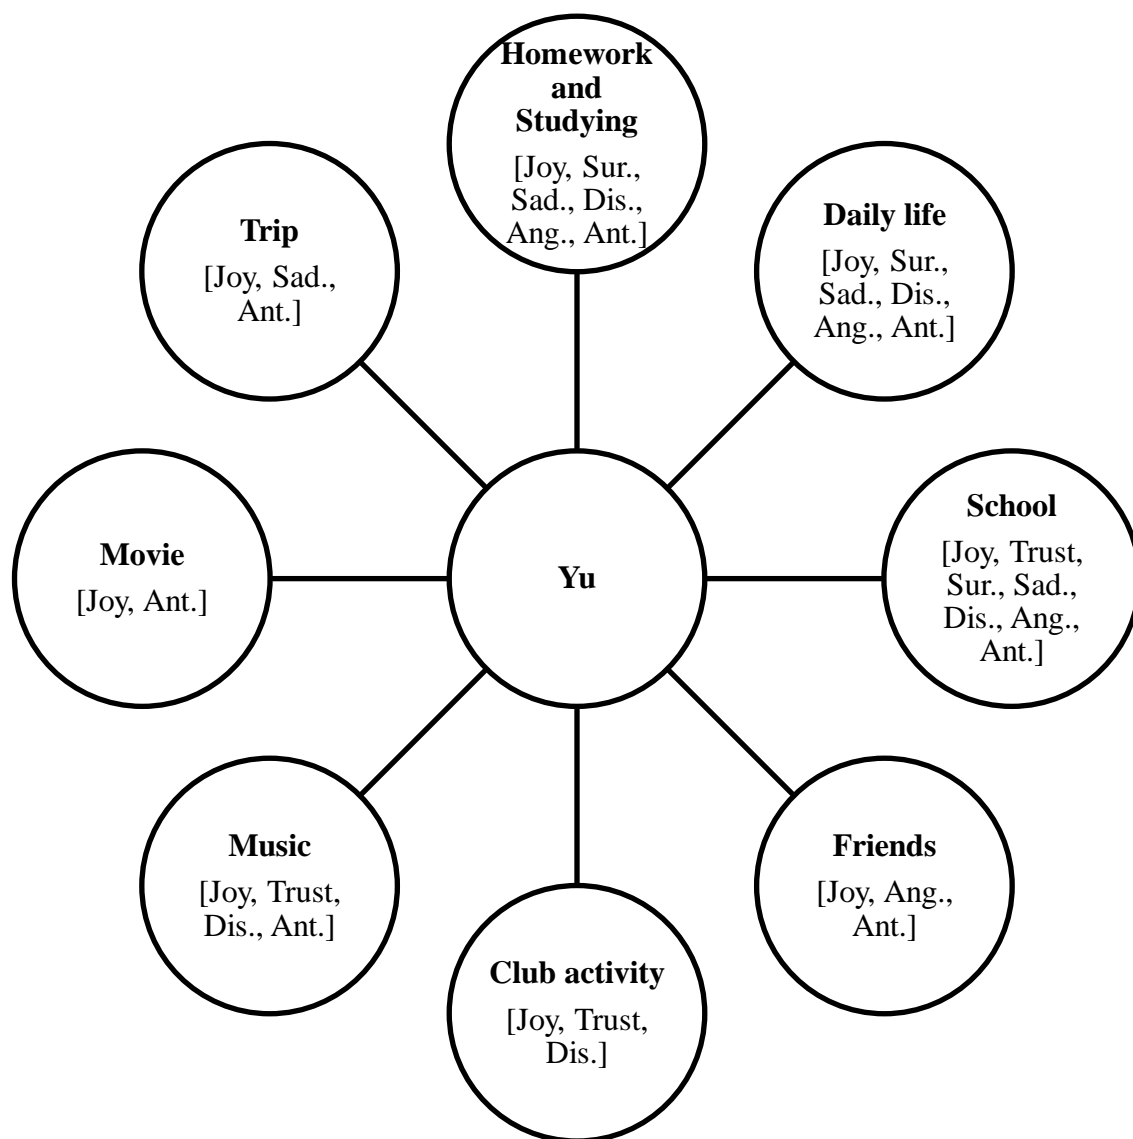 Homework
and
Studying
[Joy, Sur.,
Sad., Dis.,
Ang., Ant.]
Daily life
[Joy, Sur.,
Sad., Dis.,
Ang., Ant.]
School
[Joy, Trust,
Sur., Sad.,
Dis., Ang.,
Ant.]
Friends
[Joy, Ang.,
Ant.]
Club activity
[Joy, Trust,
Dis.]
Music
[Joy, Trust,
Dis., Ant.]
Movie
[Joy, Ant.]
Trip
[Joy, Sad.,
Ant.]
Yu